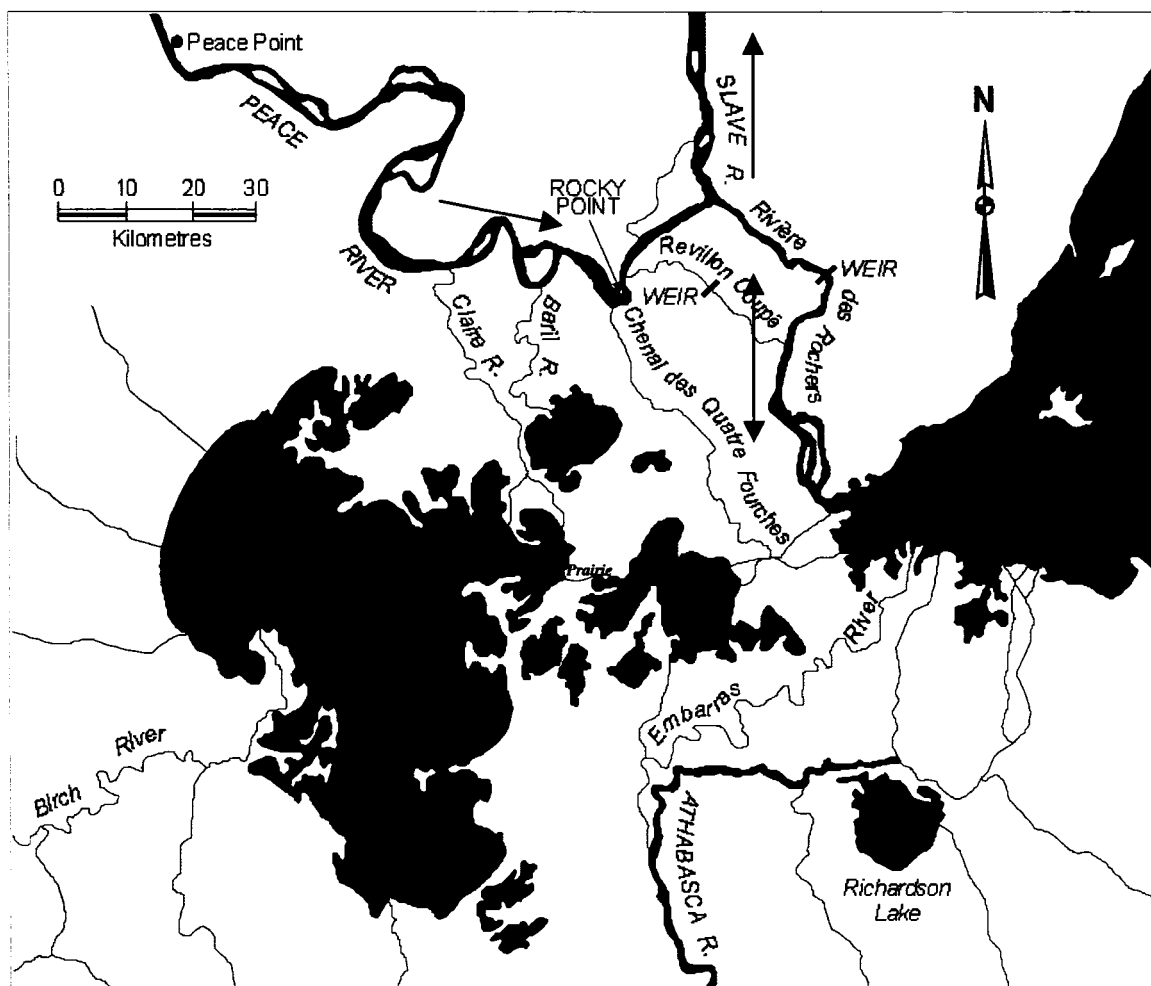 Peace Point
PEACE
SLAVE R.
N
0 10 20 30
Kilometres
ROCKY
POINT
RIVER
Rivière
WEIR
des Rochers
Revillon Coupé
WEIR
Claire R.
Baril R.
Chenal des Quatre Fourches
Prairie
River
Embarras
Birch
River
ATHABASCA R.
Richardson
Lake